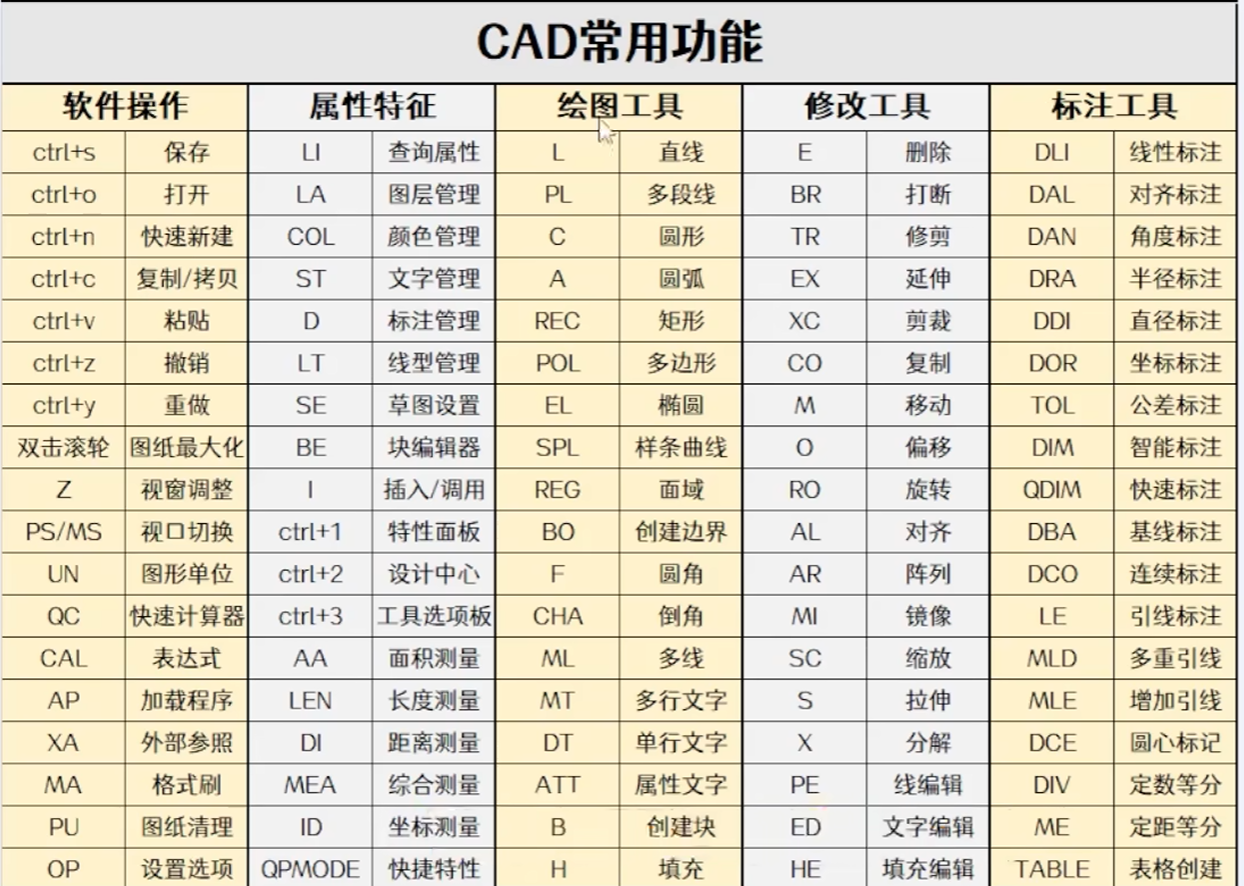 CAD常用功能
软件操作 属性特征 绘图工具 修改工具 标注工具
ctrl+s 保存 LI 查询属性 L 直线 E 删除 DLI 线性标注
ctrl+o 打开 LA 图层管理 PL 多段线 BR 打断 DAL 对齐标注
ctrl+n 快速新建 COL 颜色管理 C 圆形 TR 修剪 DAN 角度标注
ctrl+c 复制/拷贝 ST 文字管理 A 圆弧 EX 延伸 DRA 半径标注
ctrl+v 粘贴 D 标注管理 REC 矩形 XC 剪裁 DDI 直径标注
ctrl+z 撤销 LT 线型管理 POL 多边形 CO 复制 DOR 坐标标注
ctrl+y 重做 SE 草图设置 EL 椭圆 M 移动 TOL 公差标注
双击滚轮 图纸最大化 BE 块编辑器 SPL 样条曲线 O 偏移 DIM 智能标注
Z 视窗调整 I 插入/调用 REG 面域 RO 旋转 QDIM 快速标注
PS/MS 视口切换 ctrl+1 特性面板 BO 创建边界 AL 对齐 DBA 基线标注
UN 图形单位 ctrl+2 设计中心 F 圆角 AR 阵列 DCO 连续标注
QC 快速计算器 ctrl+3 工具选项板 CHA 倒角 MI 镜像 LE 引线标注
CAL 表达式 AA 面积测量 ML 多线 SC 缩放 MLD 多重引线
AP 加载程序 LEN 长度测量 MT 多行文字 S 拉伸 MLE 增加引线
XA 外部参照 DI 距离测量 DT 单行文字 X 分解 DCE 圆心标记
MA 格式刷 MEA 综合测量 ATT 属性文字 PE 线编辑 DIV 定数等分
PU 图纸清理 ID 坐标测量 B 创建块 ED 文字编辑 ME 定距等分
OP 设置选项 QPMODE 快捷特性 H 填充 HE 填充编辑 TABLE 表格创建